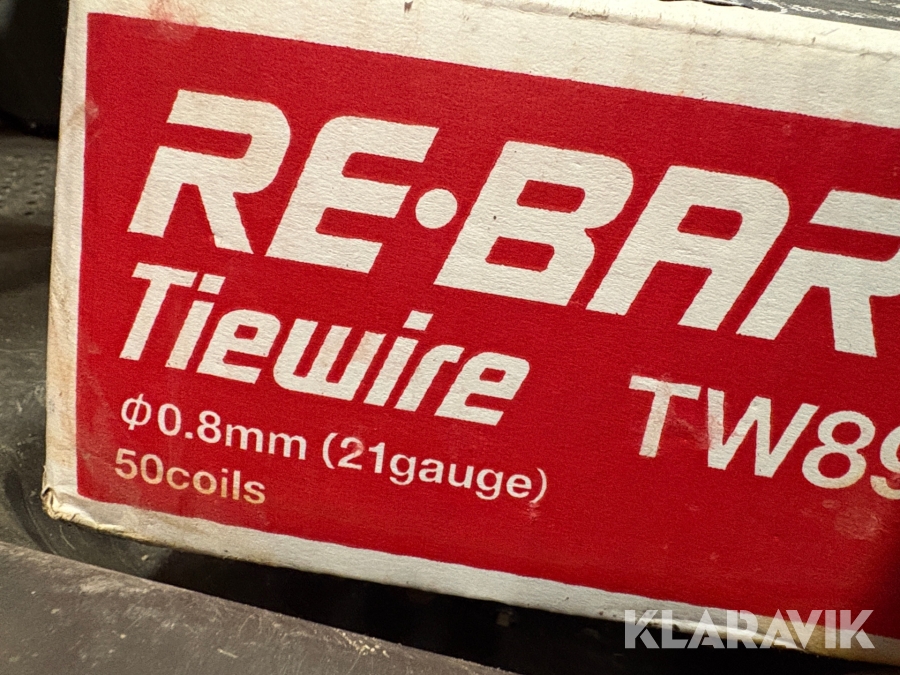 RE·BAR
Tiewire
TW89
φ0.8mm (21gauge)
50coils
KLARAVIK